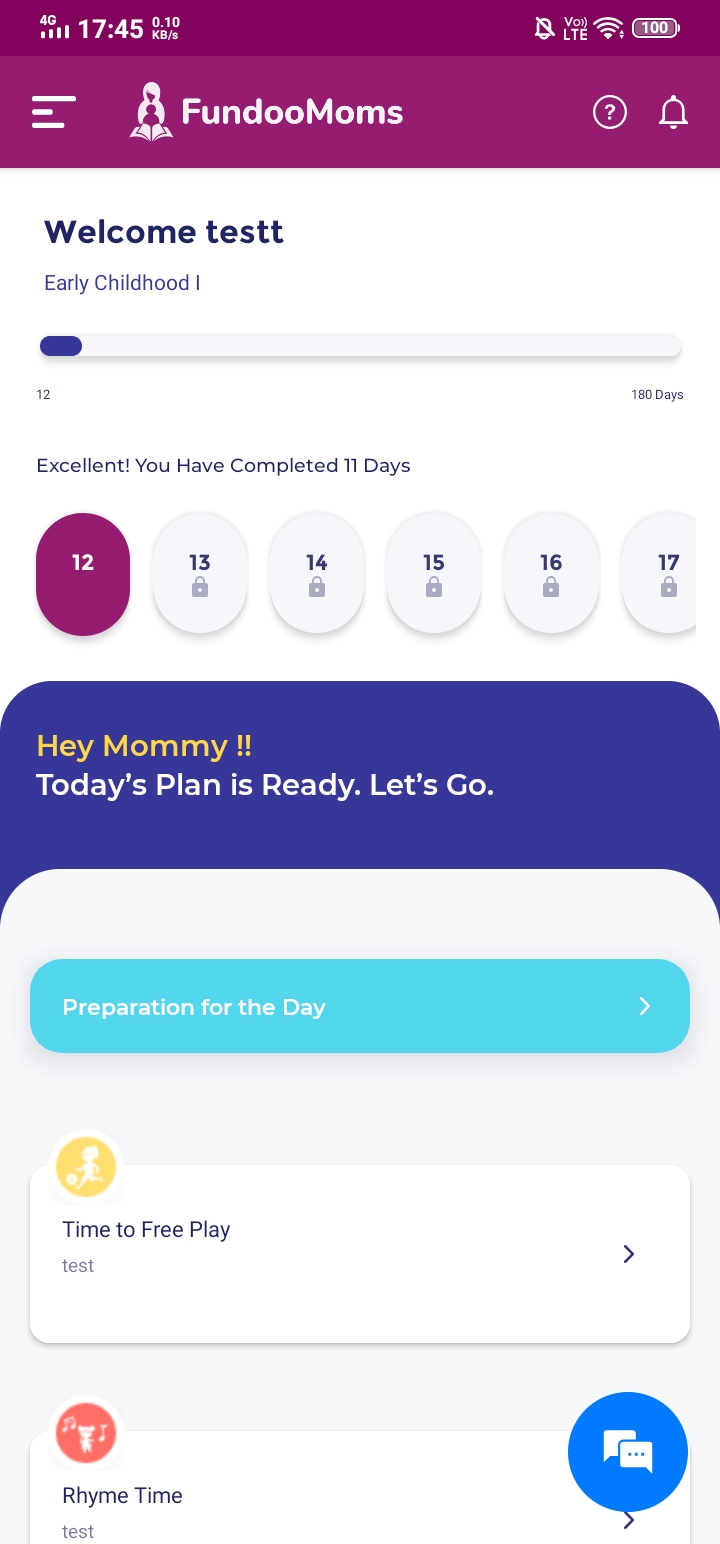 4G 17:45 0.10 KB/s Vo)) LTE 100
FundooMoms ?
Welcome testt
Early Childhood I
12 180 Days
Excellent! You Have Completed 11 Days
12 13 14 15 16 17
Hey Mommy !!
Today's Plan is Ready. Let's Go.
Preparation for the Day
Time to Free Play
test
Rhyme Time
test